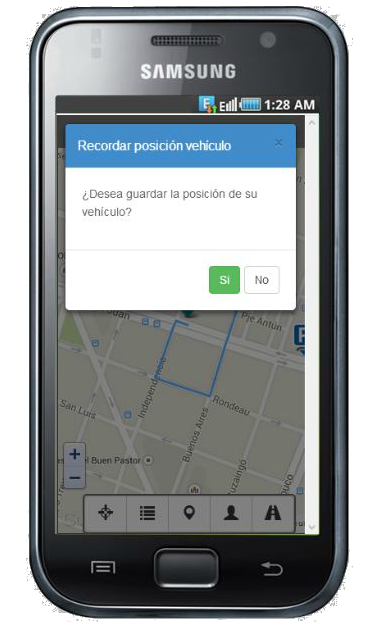 SAMSUNG
E 1:28 AM
Recordar posición vehículo ×
¿Desea guardar la posición de su
vehículo?
Si No
Pje Antun
P
Independencia
San Luis
Rondeau
Buenos Aires
el Buen Pastor
+
-